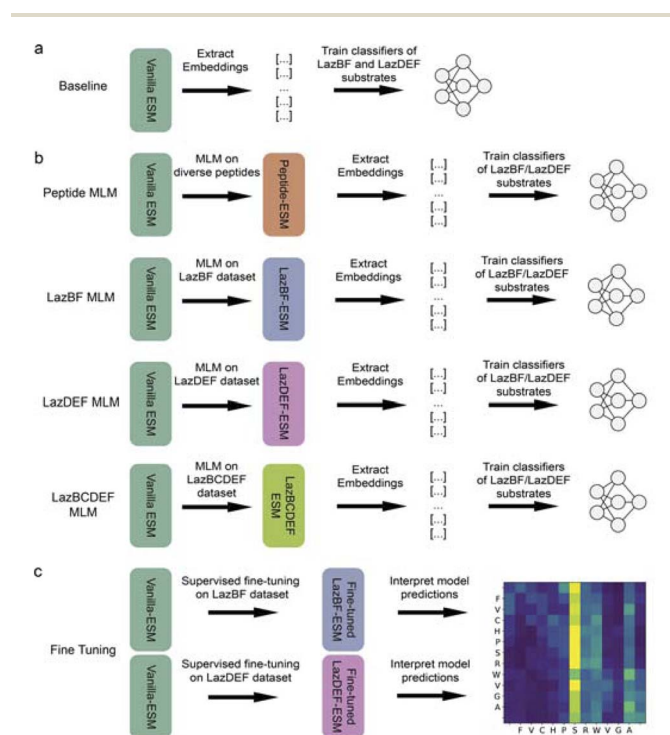 a
Baseline
Vanilla ESM
Extract
Embeddings
[...]
[...]
...
[...]
[...]
Train classifiers of
LazBF and LazDEF
substrates
b
Peptide MLM
Vanilla ESM
MLM on
diverse peptides
Peptide-ESM
Extract
Embeddings
[...]
[...]
...
[...]
[...]
Train classifiers
of LazBF/LazDEF
substrates
LazBF MLM
Vanilla ESM
MLM on
LazBF dataset
LazBF-ESM
Extract
Embeddings
[...]
[...]
...
[...]
[...]
Train classifiers
of LazBF/LazDEF
substrates
LazDEF MLM
Vanilla ESM
MLM on
LazDEF dataset
LazDEF-ESM
Extract
Embeddings
[...]
[...]
...
[...]
[...]
Train classifiers
of LazBF/LazDEF
substrates
LazBCDEF
MLM
Vanilla ESM
MLM on
LazBCDEF
dataset
LazBCDEF
ESM
Extract
Embeddings
[...]
[...]
...
[...]
[...]
Train classifiers
of LazBF/LazDEF
substrates
c
Fine Tuning
Vanilla-ESM
Supervised fine-tuning
on LazBF dataset
Fine-tuned
LazBF-ESM
Interpret model
predictions
Vanilla-ESM
Supervised fine-tuning
on LazDEF dataset
Fine-tuned
LazDEF-ESM
Interpret model
predictions
F
V
C
H
P
S
R
W
V
G
A
F V C H P S R W V G A